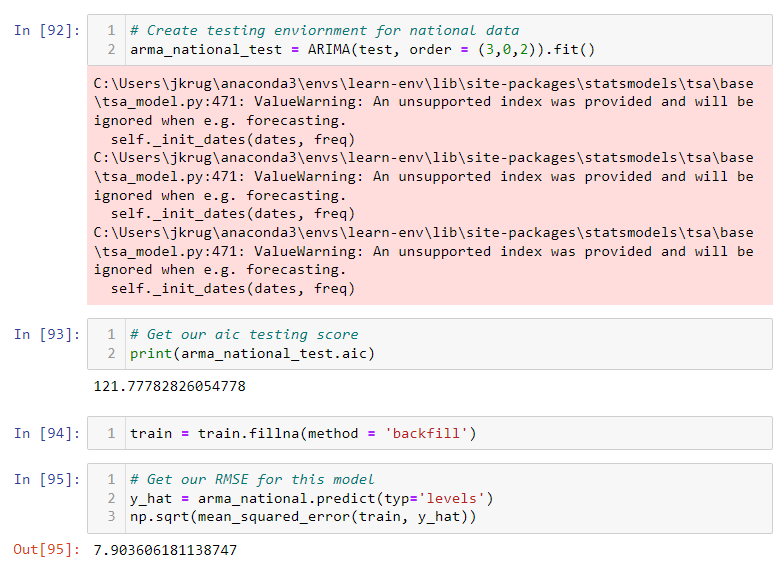 In [92]:
1 # Create testing enviornment for national data
2 arma_national_test = ARIMA(test, order = (3,0,2)).fit()
C:\Users\jkrug\anaconda3\envs\learn-env\lib\site-packages\statsmodels\tsa\base
\tsa_model.py:471: ValueWarning: An unsupported index was provided and will be
ignored when e.g. forecasting.
  self._init_dates(dates, freq)
C:\Users\jkrug\anaconda3\envs\learn-env\lib\site-packages\statsmodels\tsa\base
\tsa_model.py:471: ValueWarning: An unsupported index was provided and will be
ignored when e.g. forecasting.
  self._init_dates(dates, freq)
C:\Users\jkrug\anaconda3\envs\learn-env\lib\site-packages\statsmodels\tsa\base
\tsa_model.py:471: ValueWarning: An unsupported index was provided and will be
ignored when e.g. forecasting.
  self._init_dates(dates, freq)
In [93]:
1 # Get our aic testing score
2 print(arma_national_test.aic)
121.77782826054778
In [94]:
1 train = train.fillna(method = 'backfill')
In [95]:
1 # Get our RMSE for this model
2 y_hat = arma_national.predict(typ='levels')
3 np.sqrt(mean_squared_error(train, y_hat))
Out[95]: 7.903606181138747